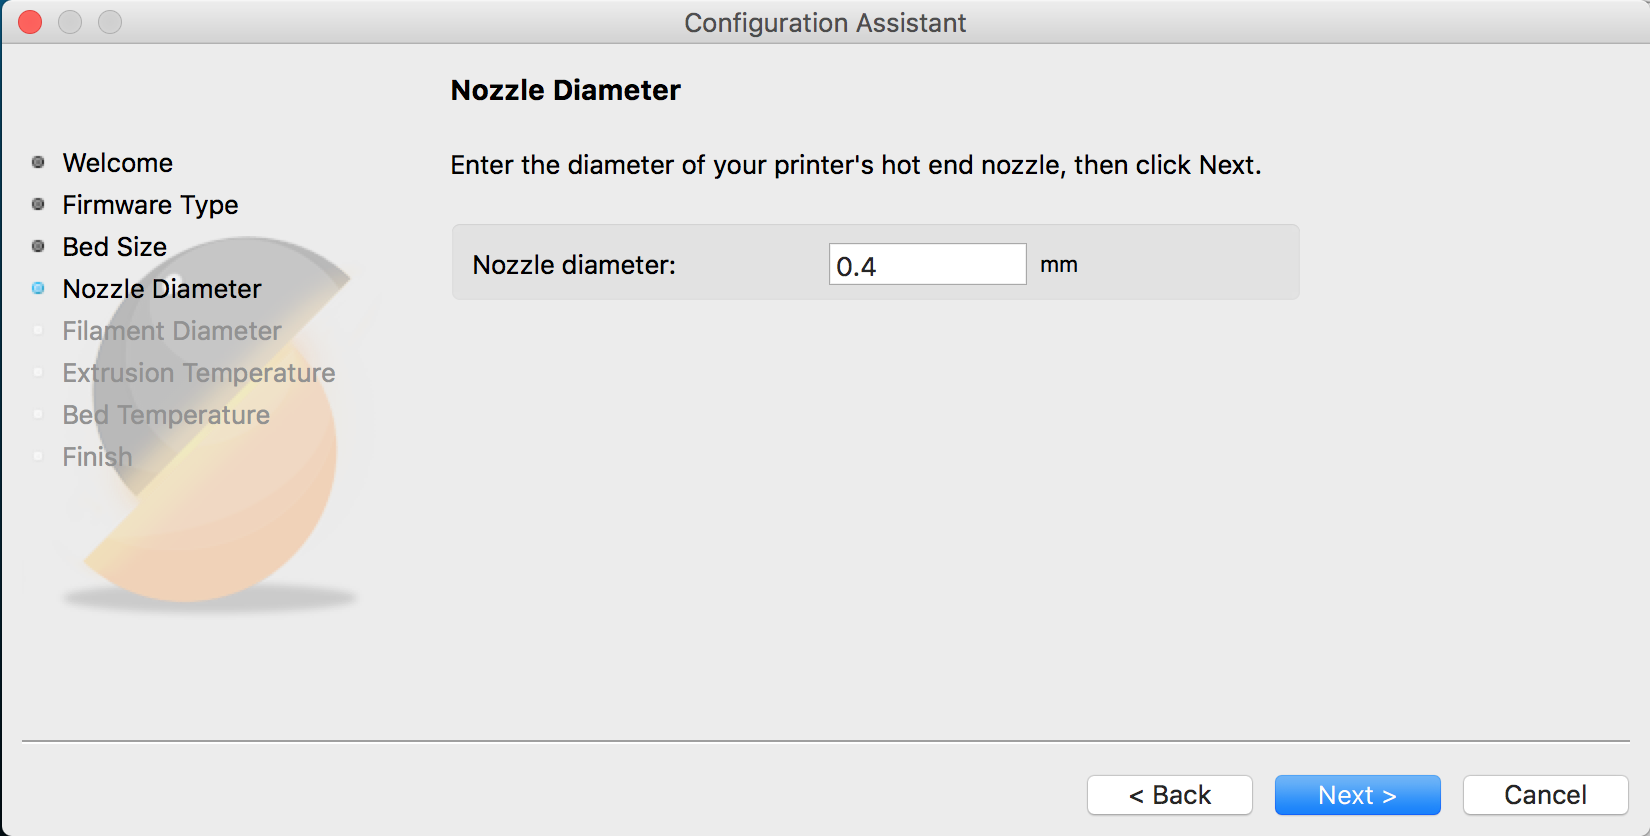 Configuration Assistant
Welcome
Firmware Type
Bed Size
Nozzle Diameter
Filament Diameter
Extrusion Temperature
Bed Temperature
Finish
Nozzle Diameter
Enter the diameter of your printer's hot end nozzle, then click Next.
Nozzle diameter: 0.4 mm
< Back Next > Cancel